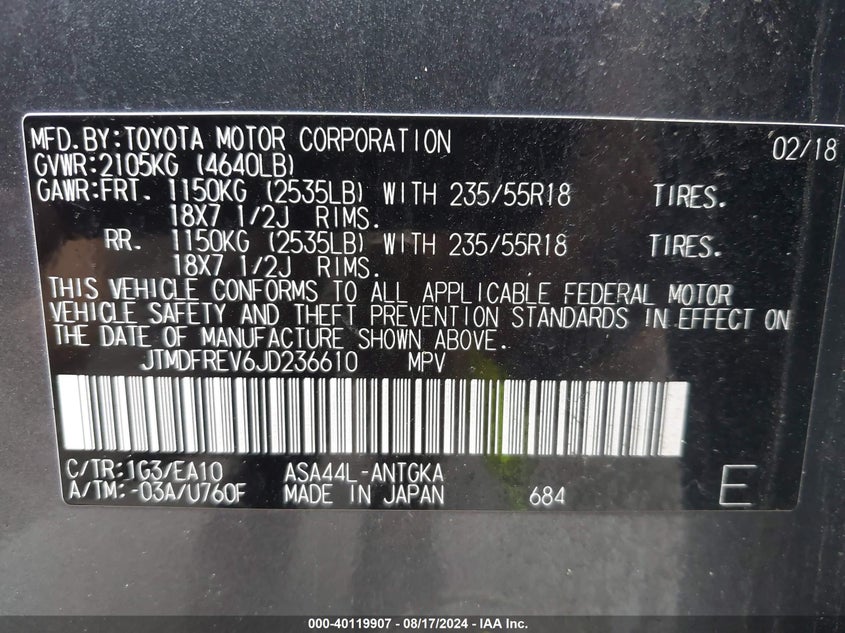 MFD.BY:TOYOTA MOTOR CORPORATION 02/18
GVWR:2105KG (4640LB)
GAWR:FRT. 1150KG (2535LB) WITH 235/55R18 TIRES.
18X7 1/2J RIMS.
RR. 1150KG (2535LB) WITH 235/55R18 TIRES.
18X7 1/2J RIMS.
THIS VEHICLE CONFORMS TO ALL APPLICABLE FEDERAL MOTOR
VEHICLE SAFETY AND THEFT PREVENTION STANDARDS IN EFFECT ON
THE DATE OF MANUFACTURE SHOWN ABOVE.
JTMDFREV6JD236610 MPV
C/TR:1G3/EA10 ASA44L-ANTGKA
A/TM:-03A/U760F MADE IN JAPAN 684 E
000-40119907 - 08/17/2024 - IAA Inc.